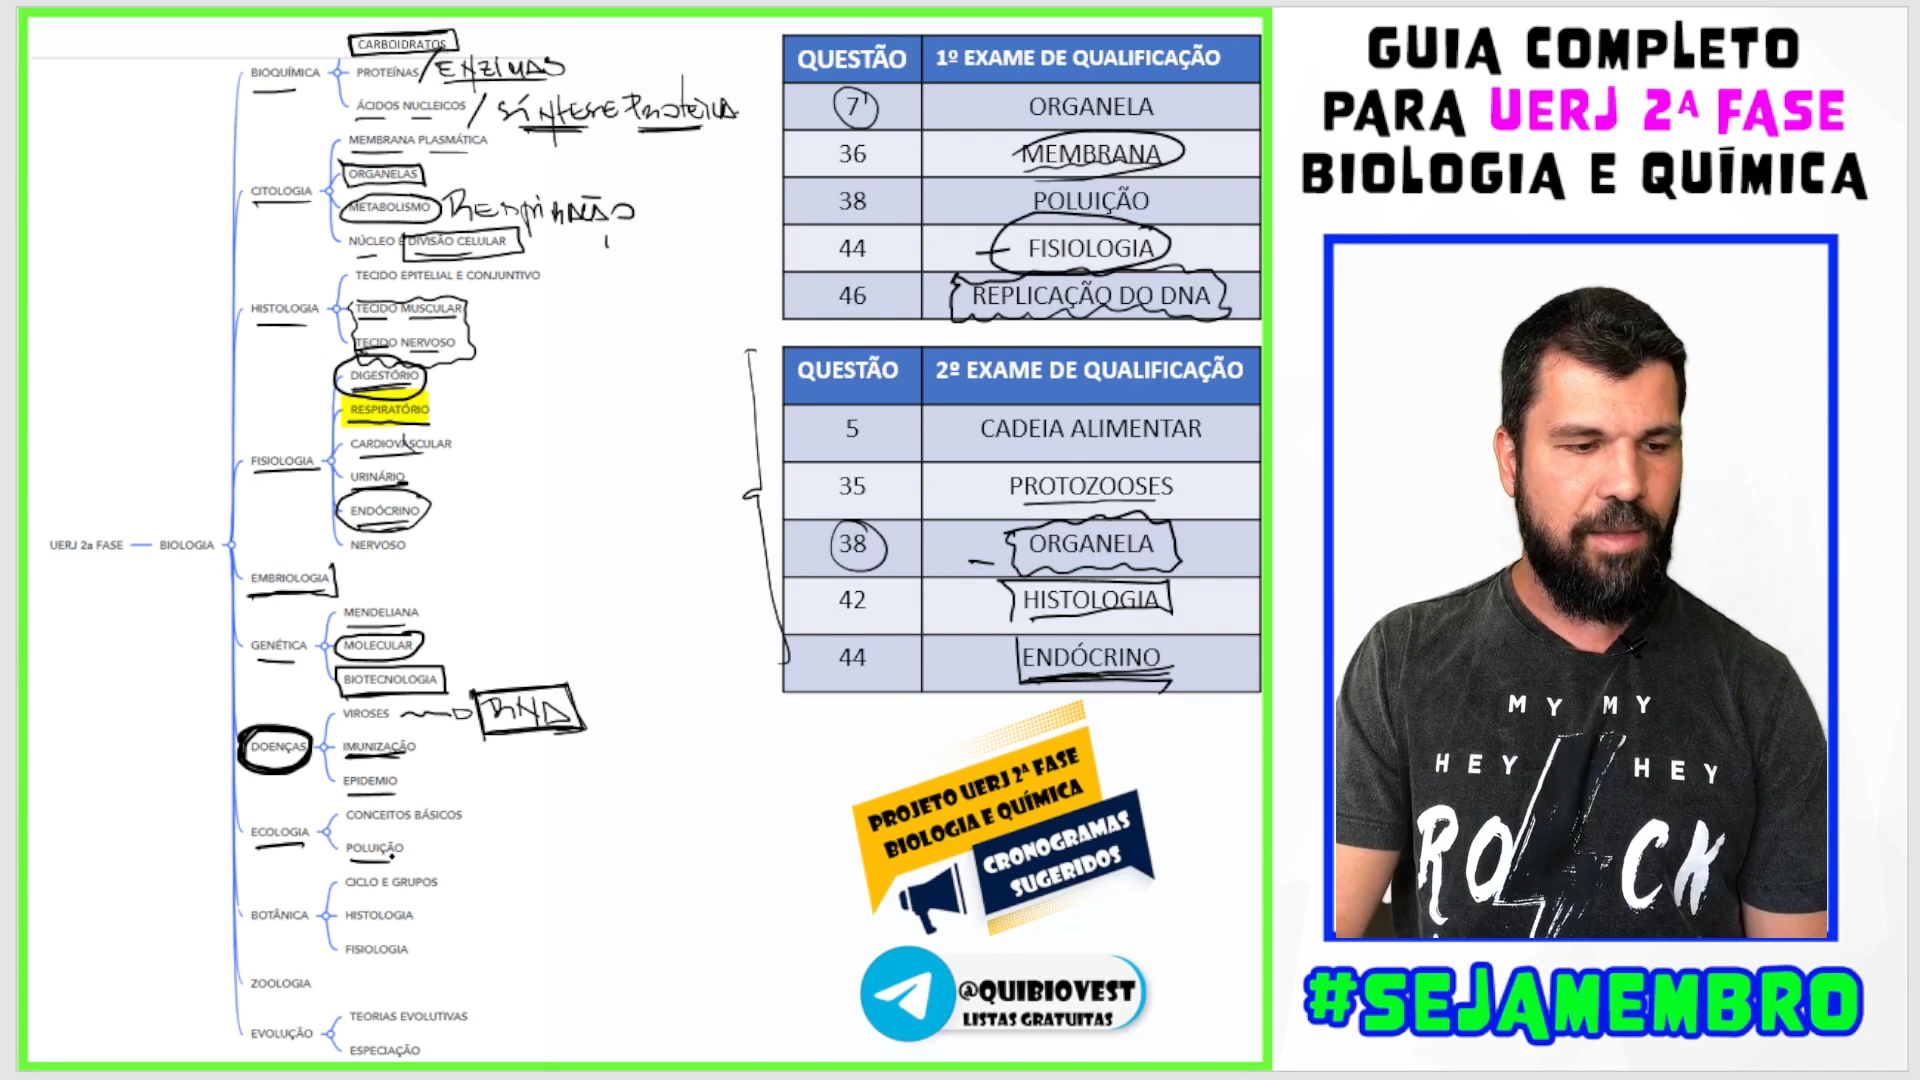 CARBOIDRATOS
BIOQUÍMICA
PROTEÍNAS / ENZIMAS
ÁCIDOS NUCLEICOS / SÍNTESE PROTEICA
MEMBRANA PLASMÁTICA
ORGANELAS
CITOLOGIA
METABOLISMO RESPIRAÇÃO
NÚCLEO E DIVISÃO CELULAR
TECIDO EPITELIAL E CONJUNTIVO
HISTOLOGIA
TECIDO MUSCULAR
TECIDO NERVOSO
DIGESTÓRIO
RESPIRATÓRIO
CARDIOVASCULAR
FISIOLOGIA
URINÁRIO
ENDÓCRINO
UERJ 2a FASE
BIOLOGIA
NERVOSO
EMBRIOLOGIA
MENDELIANA
GENÉTICA
MOLECULAR
BIOTECNOLOGIA
VIROSES RNA
DOENÇAS
IMUNIZAÇÃO
EPIDEMIO
CONCEITOS BÁSICOS
ECOLOGIA
POLUIÇÃO
CICLO E GRUPOS
BOTÂNICA
HISTOLOGIA
FISIOLOGIA
ZOOLOGIA
TEORIAS EVOLUTIVAS
EVOLUÇÃO
ESPECIAÇÃO
QUESTÃO 1º EXAME DE QUALIFICAÇÃO
7 ORGANELA
36 MEMBRANA
38 POLUIÇÃO
44 FISIOLOGIA
46 REPLICAÇÃO DO DNA
QUESTÃO 2º EXAME DE QUALIFICAÇÃO
5 CADEIA ALIMENTAR
35 PROTOZOOSES
38 ORGANELA
42 HISTOLOGIA
44 ENDÓCRINO
PROJETO UERJ 2ª FASE
BIOLOGIA E QUÍMICA
CRONOGRAMAS
SUGERIDOS
@QUIBIOVEST
LISTAS GRATUITAS
GUIA COMPLETO
PARA UERJ 2ª FASE
BIOLOGIA E QUÍMICA
MY MY
HEY HEY
ROCK
#SEJAMEMBRO